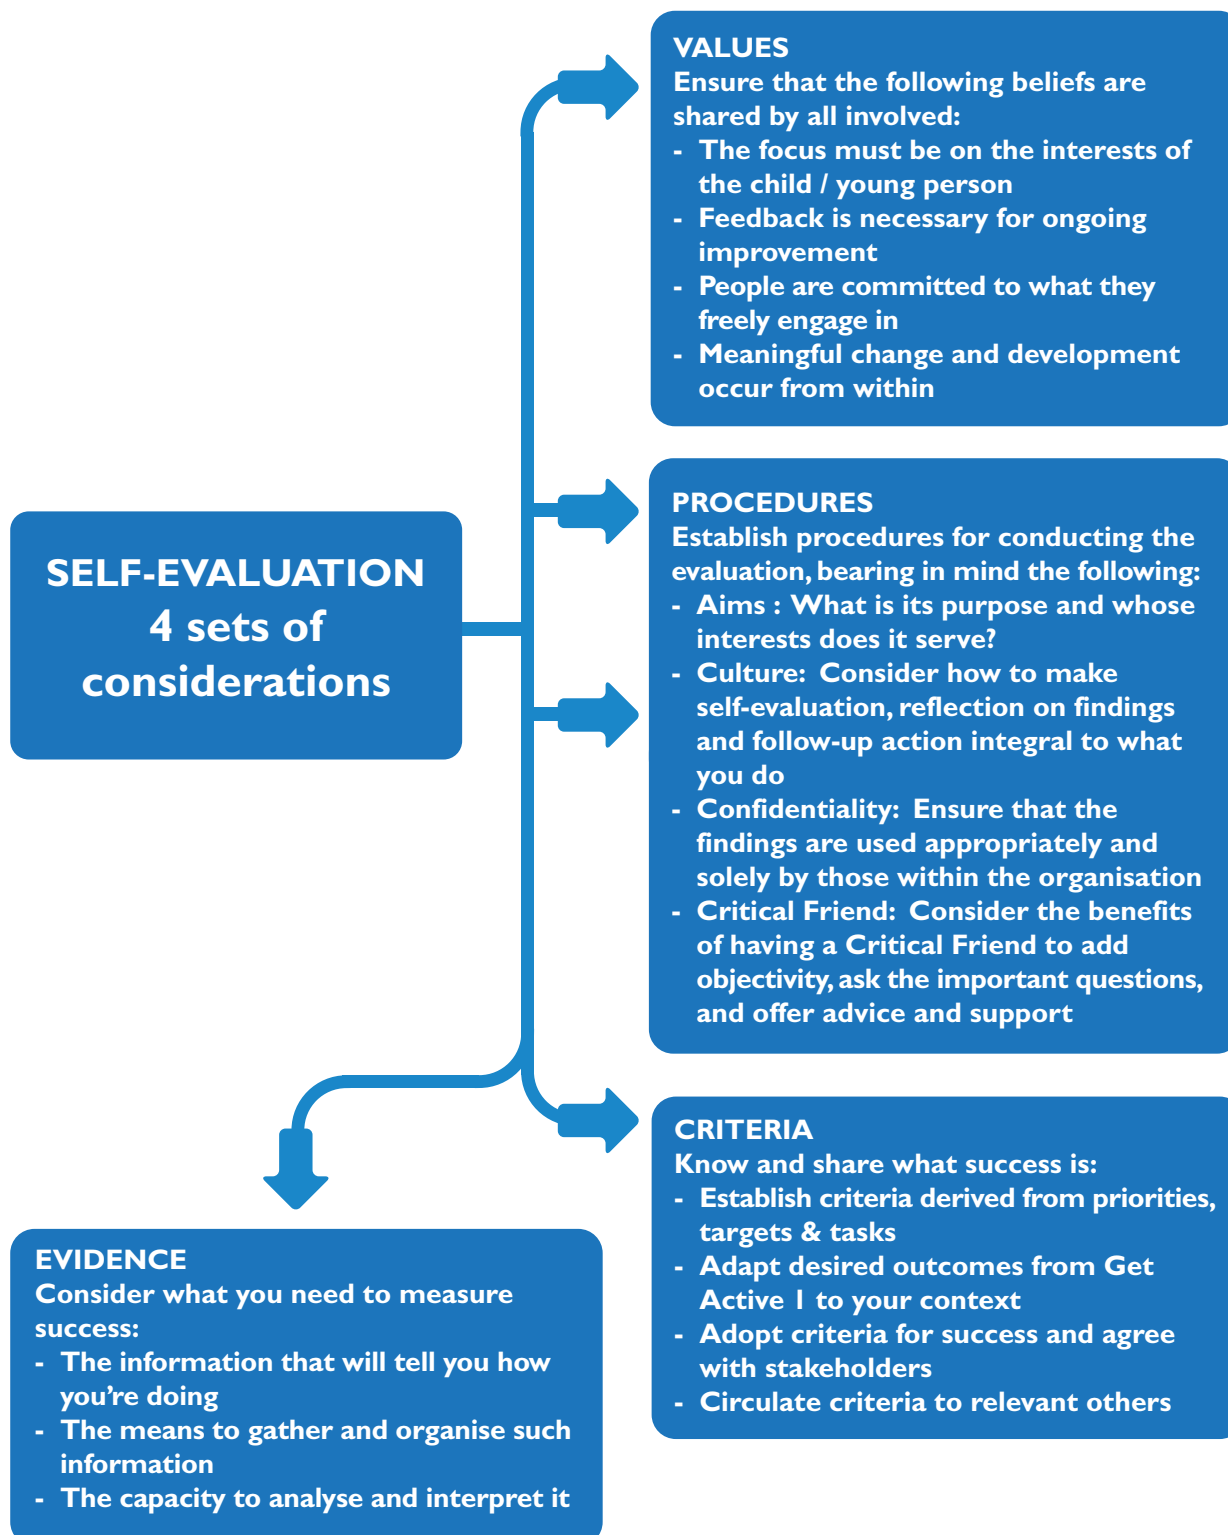 SELF-EVALUATION
4 sets of
considerations
VALUES
Ensure that the following beliefs are
shared by all involved:
- The focus must be on the interests of
the child / young person
- Feedback is necessary for ongoing
improvement
- People are committed to what they
freely engage in
- Meaningful change and development
occur from within
PROCEDURES
Establish procedures for conducting the
evaluation, bearing in mind the following:
- Aims : What is its purpose and whose
interests does it serve?
- Culture: Consider how to make
self-evaluation, reflection on findings
and follow-up action integral to what
you do
- Confidentiality: Ensure that the
findings are used appropriately and
solely by those within the organisation
- Critical Friend: Consider the benefits
of having a Critical Friend to add
objectivity, ask the important questions,
and offer advice and support
CRITERIA
Know and share what success is:
- Establish criteria derived from priorities,
targets & tasks
- Adapt desired outcomes from Get
Active 1 to your context
- Adopt criteria for success and agree
with stakeholders
- Circulate criteria to relevant others
EVIDENCE
Consider what you need to measure
success:
- The information that will tell you how
you’re doing
- The means to gather and organise such
information
- The capacity to analyse and interpret it